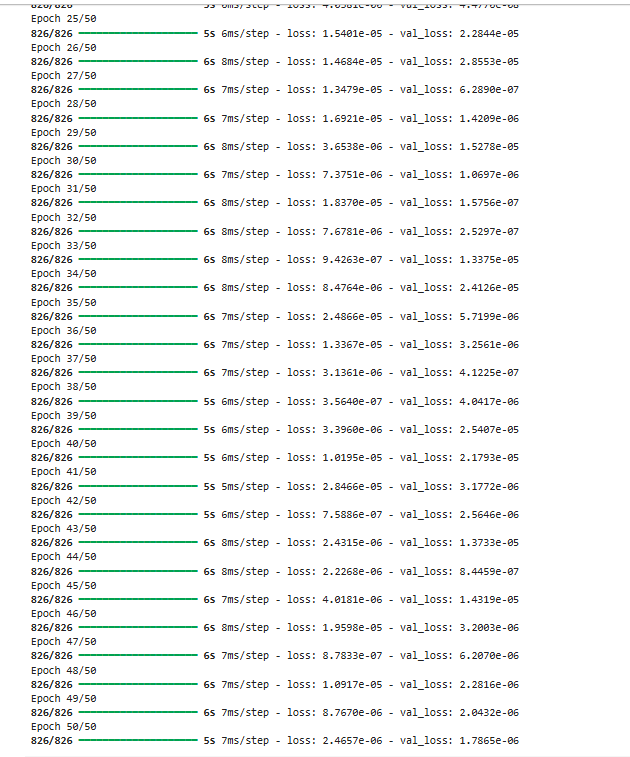 Epoch 25/50
826/826 ━━━━━━━━━━━━━━━━━━━━ 5s 6ms/step - loss: 1.5401e-05 - val_loss: 2.2844e-05
Epoch 26/50
826/826 ━━━━━━━━━━━━━━━━━━━━ 6s 8ms/step - loss: 1.4684e-05 - val_loss: 2.8553e-05
Epoch 27/50
826/826 ━━━━━━━━━━━━━━━━━━━━ 6s 7ms/step - loss: 1.3479e-05 - val_loss: 6.2890e-07
Epoch 28/50
826/826 ━━━━━━━━━━━━━━━━━━━━ 6s 7ms/step - loss: 1.6921e-05 - val_loss: 1.4209e-06
Epoch 29/50
826/826 ━━━━━━━━━━━━━━━━━━━━ 6s 8ms/step - loss: 3.6538e-06 - val_loss: 1.5278e-05
Epoch 30/50
826/826 ━━━━━━━━━━━━━━━━━━━━ 6s 7ms/step - loss: 7.3751e-06 - val_loss: 1.0697e-06
Epoch 31/50
826/826 ━━━━━━━━━━━━━━━━━━━━ 6s 8ms/step - loss: 1.8370e-05 - val_loss: 1.5756e-07
Epoch 32/50
826/826 ━━━━━━━━━━━━━━━━━━━━ 6s 8ms/step - loss: 7.6781e-06 - val_loss: 2.5297e-07
Epoch 33/50
826/826 ━━━━━━━━━━━━━━━━━━━━ 6s 8ms/step - loss: 9.4263e-07 - val_loss: 1.3375e-05
Epoch 34/50
826/826 ━━━━━━━━━━━━━━━━━━━━ 6s 8ms/step - loss: 8.4764e-06 - val_loss: 2.4126e-05
Epoch 35/50
826/826 ━━━━━━━━━━━━━━━━━━━━ 6s 7ms/step - loss: 2.4866e-05 - val_loss: 5.7199e-06
Epoch 36/50
826/826 ━━━━━━━━━━━━━━━━━━━━ 6s 7ms/step - loss: 1.3367e-05 - val_loss: 3.2561e-06
Epoch 37/50
826/826 ━━━━━━━━━━━━━━━━━━━━ 6s 7ms/step - loss: 3.1361e-06 - val_loss: 4.1225e-07
Epoch 38/50
826/826 ━━━━━━━━━━━━━━━━━━━━ 5s 6ms/step - loss: 3.5640e-07 - val_loss: 4.0417e-06
Epoch 39/50
826/826 ━━━━━━━━━━━━━━━━━━━━ 5s 6ms/step - loss: 3.3960e-06 - val_loss: 2.5407e-05
Epoch 40/50
826/826 ━━━━━━━━━━━━━━━━━━━━ 5s 6ms/step - loss: 1.0195e-05 - val_loss: 2.1793e-05
Epoch 41/50
826/826 ━━━━━━━━━━━━━━━━━━━━ 5s 5ms/step - loss: 2.8466e-05 - val_loss: 3.1772e-06
Epoch 42/50
826/826 ━━━━━━━━━━━━━━━━━━━━ 5s 6ms/step - loss: 7.5886e-07 - val_loss: 2.5646e-06
Epoch 43/50
826/826 ━━━━━━━━━━━━━━━━━━━━ 6s 8ms/step - loss: 2.4315e-06 - val_loss: 1.3733e-05
Epoch 44/50
826/826 ━━━━━━━━━━━━━━━━━━━━ 6s 8ms/step - loss: 2.2268e-06 - val_loss: 8.4459e-07
Epoch 45/50
826/826 ━━━━━━━━━━━━━━━━━━━━ 6s 7ms/step - loss: 4.0181e-06 - val_loss: 1.4319e-05
Epoch 46/50
826/826 ━━━━━━━━━━━━━━━━━━━━ 6s 8ms/step - loss: 1.9598e-05 - val_loss: 3.2003e-06
Epoch 47/50
826/826 ━━━━━━━━━━━━━━━━━━━━ 6s 7ms/step - loss: 8.7833e-07 - val_loss: 6.2070e-06
Epoch 48/50
826/826 ━━━━━━━━━━━━━━━━━━━━ 6s 7ms/step - loss: 1.0917e-05 - val_loss: 2.2816e-06
Epoch 49/50
826/826 ━━━━━━━━━━━━━━━━━━━━ 6s 7ms/step - loss: 8.7670e-06 - val_loss: 2.0432e-06
Epoch 50/50
826/826 ━━━━━━━━━━━━━━━━━━━━ 5s 7ms/step - loss: 2.4657e-06 - val_loss: 1.7865e-06